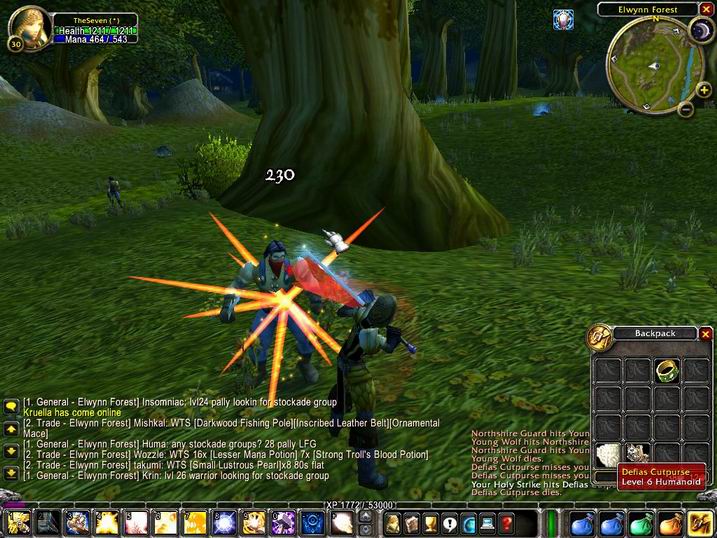 TheSeven (*)
Health 1211 / 1211
Mana 464 / 543
30
Elwynn Forest
N
230
Backpack
[1. General - Elwynn Forest] Insomniac: lvl24 pally lookin for stockade group
Kruella has come online
[2. Trade - Elwynn Forest] Mishkal: WTS [Darkwood Fishing Pole][Inscribed Leather Belt][Ornamental
Mace]
[1. General - Elwynn Forest] Huma: any stockade groups? 28 pally LFG
[2. Trade - Elwynn Forest] Wozzle: WTS 16x [Lesser Mana Potion] 7x [Strong Troll's Blood Potion]
[2. Trade - Elwynn Forest] takumi: WTS [Small Lustrous Pearl]x8 80s flat
[1. General - Elwynn Forest] Krin: lvl 26 warrior looking for stockade group
Northshire Guard hits Youn
Young Wolf hits Northshire
Northshire Guard hits Youn
Young Wolf dies.
Defias Cutpurse misses you
Defias Cutpurse misses you
Your Holy Strike hits Defias
Defias Cutpurse dies.
Defias Cutpurse
Level 6 Humanoid
XP 1772 / 53000